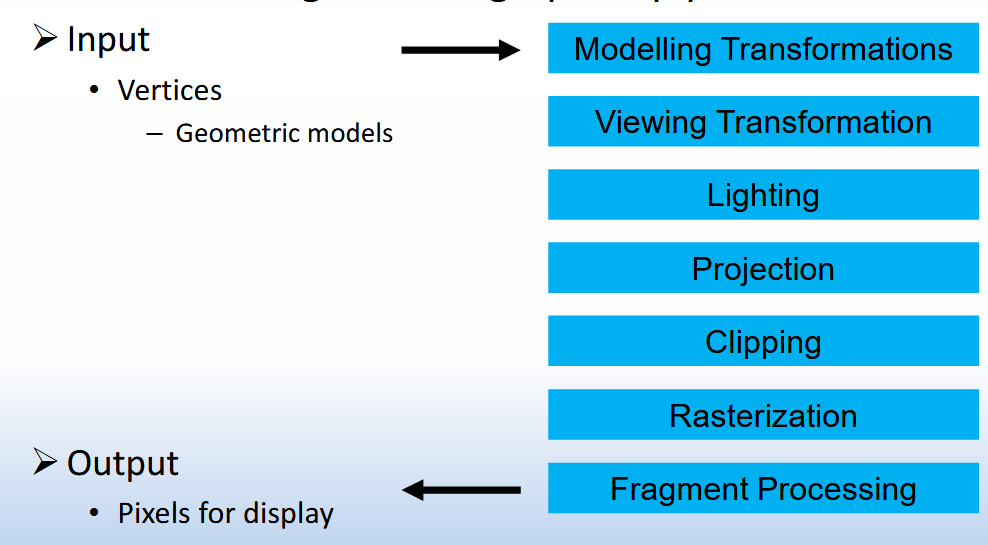 ➢ Input
• Vertices
– Geometric models
Modelling Transformations
Viewing Transformation
Lighting
Projection
Clipping
Rasterization
Fragment Processing
➢ Output
• Pixels for display